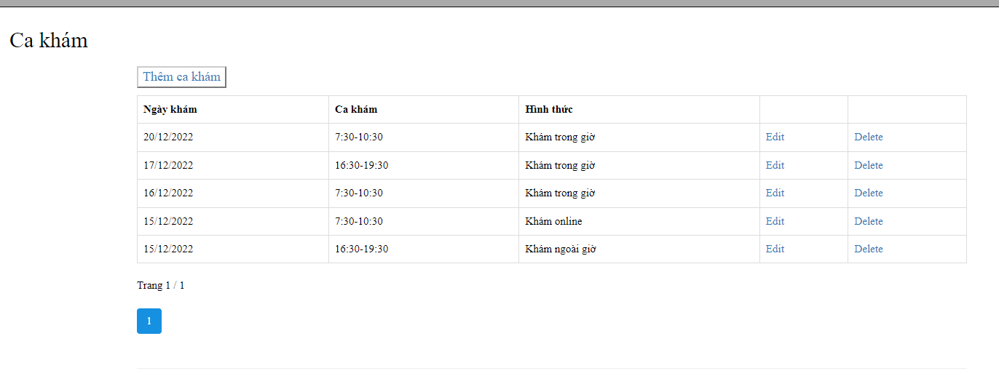 Ca khám
Thêm ca khám
Ngày khám Ca khám Hình thức
20/12/2022 7:30-10:30 Khám trong giờ Edit Delete
17/12/2022 16:30-19:30 Khám trong giờ Edit Delete
16/12/2022 7:30-10:30 Khám trong giờ Edit Delete
15/12/2022 7:30-10:30 Khám online Edit Delete
15/12/2022 16:30-19:30 Khám ngoài giờ Edit Delete
Trang 1 / 1
1